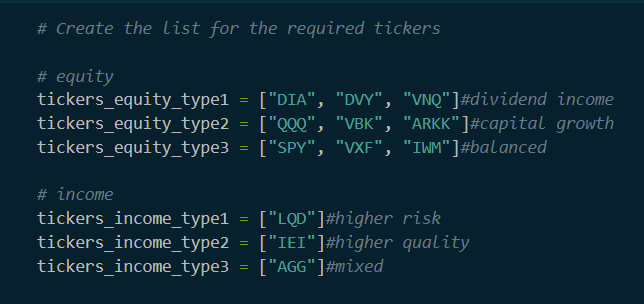 # Create the list for the required tickers
# equity
tickers_equity_type1 = ["DIA", "DVY", "VNQ"]#dividend income
tickers_equity_type2 = ["QQQ", "VBK", "ARKK"]#capital growth
tickers_equity_type3 = ["SPY", "VXF", "IWM"]#balanced
# income
tickers_income_type1 = ["LQD"]#higher risk
tickers_income_type2 = ["IEI"]#higher quality
tickers_income_type3 = ["AGG"]#mixed